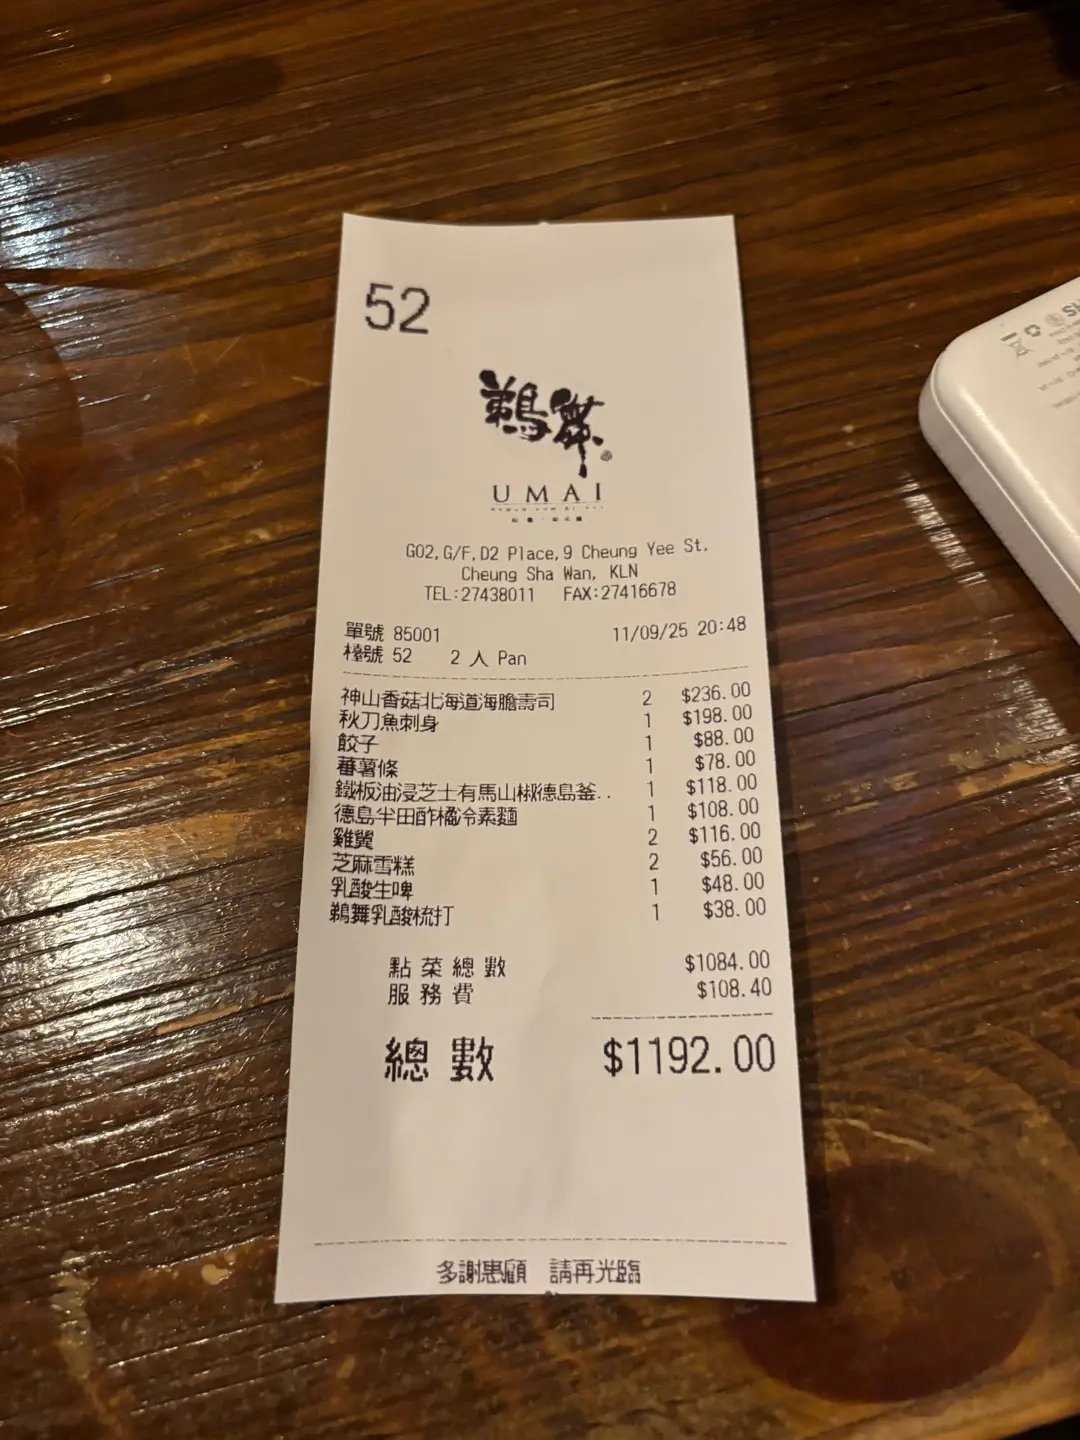 52
鵜舞
UMAI
G02,G/F,D2 Place,9 Cheung Yee St,
Cheung Sha Wan, KLN
TEL:27438011 FAX:27416678
單號 85001 11/09/25 20:48
檯號 52 2 人 Pan
神山香菇北海道海膽壽司 2 $236.00
秋刀魚刺身 1 $198.00
餃子 1 $88.00
蕃薯條 1 $78.00
鐵板油浸芝士有馬山椒德島釜.. 1 $118.00
德島半田酢橘冷素麵 1 $108.00
雞翼 2 $116.00
芝麻雪糕 2 $56.00
乳酸生啤 1 $48.00
鵜舞乳酸梳打 1 $38.00
點菜總數 $1084.00
服務費 $108.40
總數 $1192.00
多謝惠顧 請再光臨